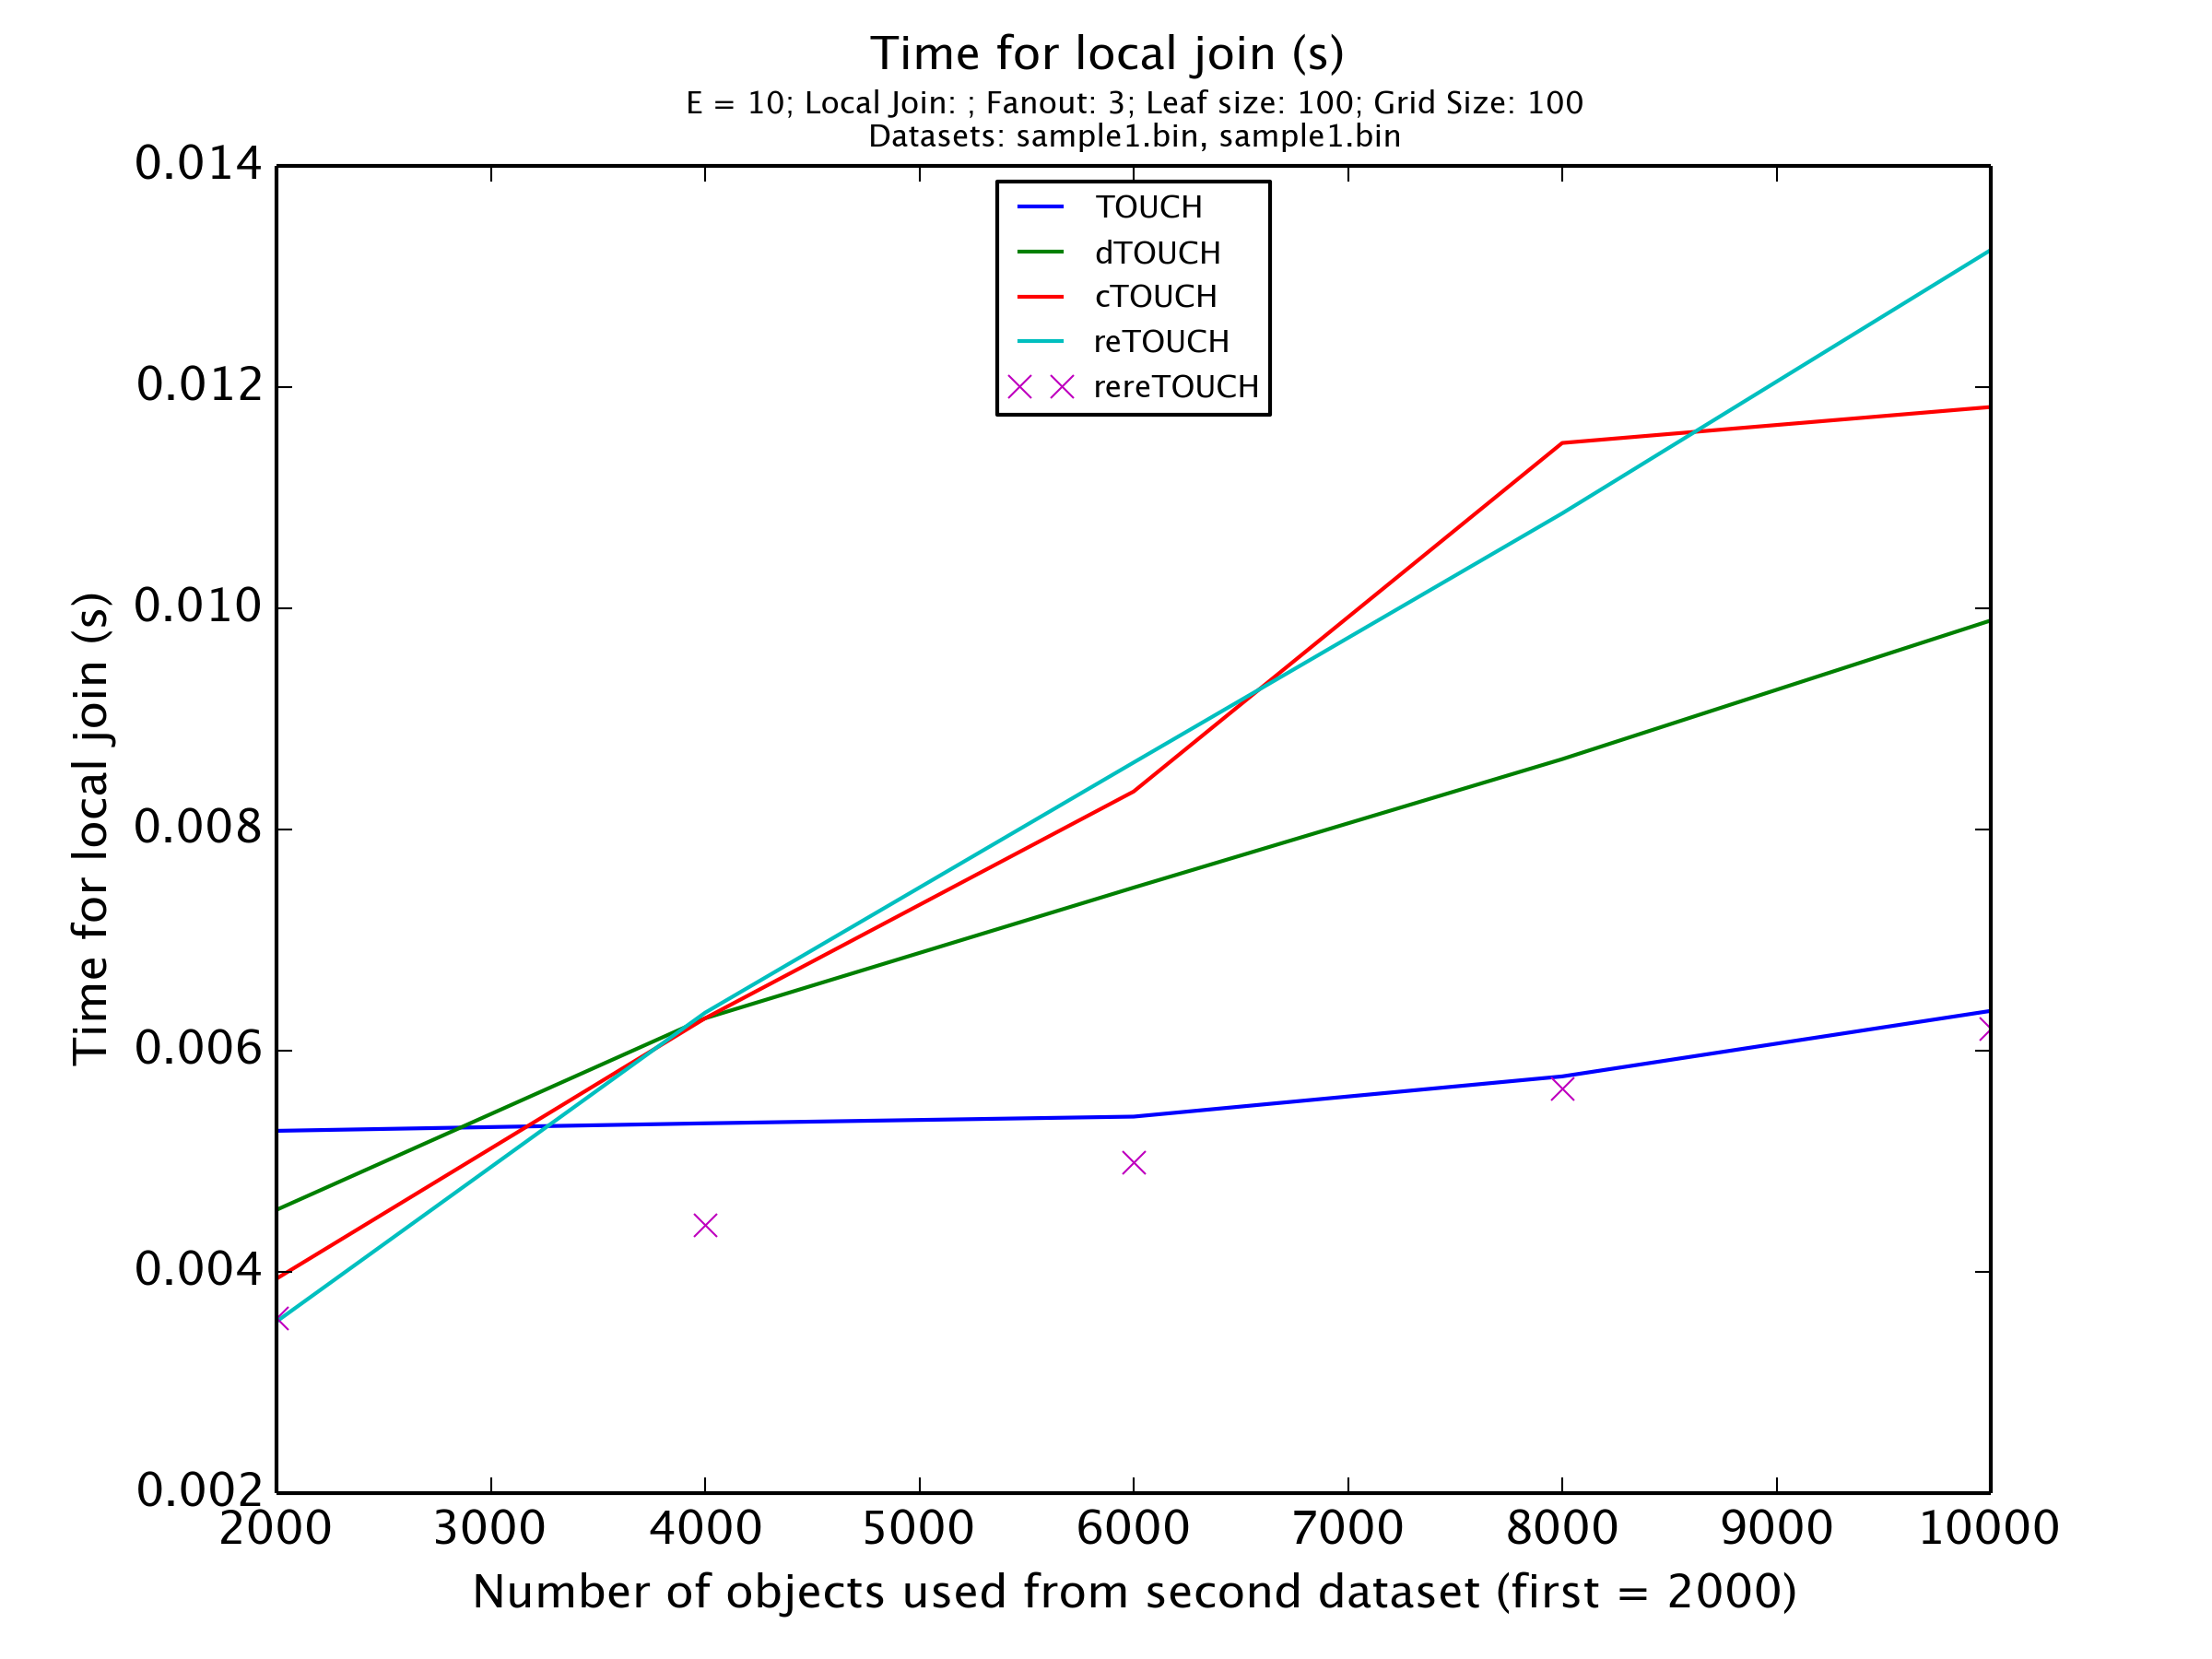 Time for local join (s)
E = 10; Local Join: ; Fanout: 3; Leaf size: 100; Grid Size: 100
Datasets: sample1.bin, sample1.bin
0.014
0.012
0.010
0.008
0.006
0.004
0.002
Time for local join (s)
TOUCH
dTOUCH
cTOUCH
reTOUCH
rereTOUCH
2000 3000 4000 5000 6000 7000 8000 9000 10000
Number of objects used from second dataset (first = 2000)